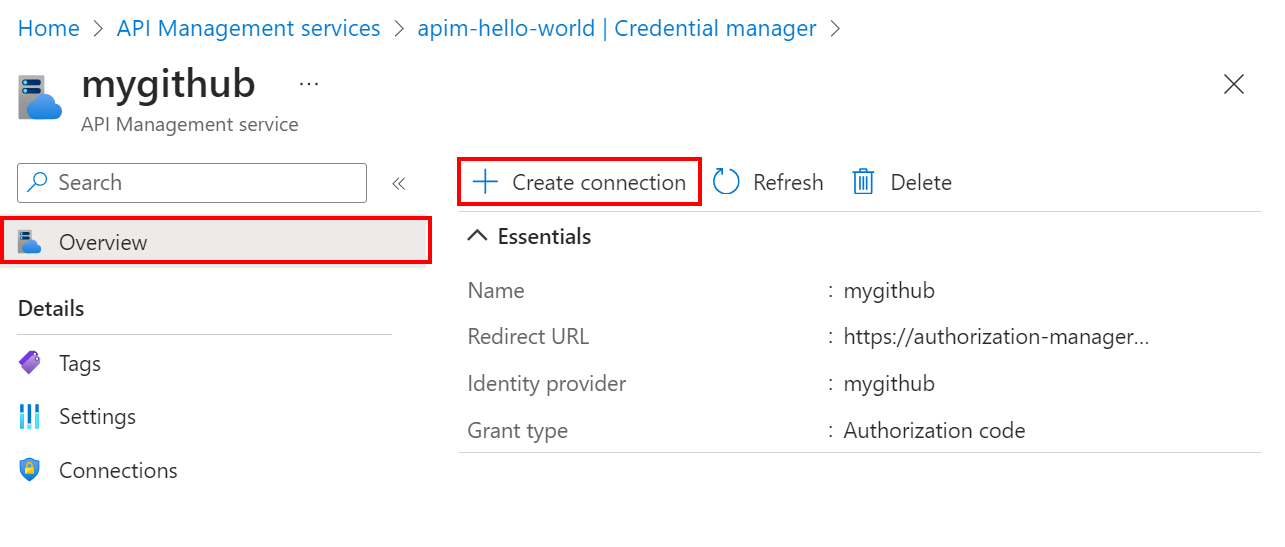 Home > API Management services > apim-hello-world | Credential manager >
mygithub ...
API Management service
Search «
+ Create connection Refresh Delete
Overview
Essentials
Details
Name : mygithub
Redirect URL : https://authorization-manager...
Tags
Identity provider : mygithub
Settings
Grant type : Authorization code
Connections